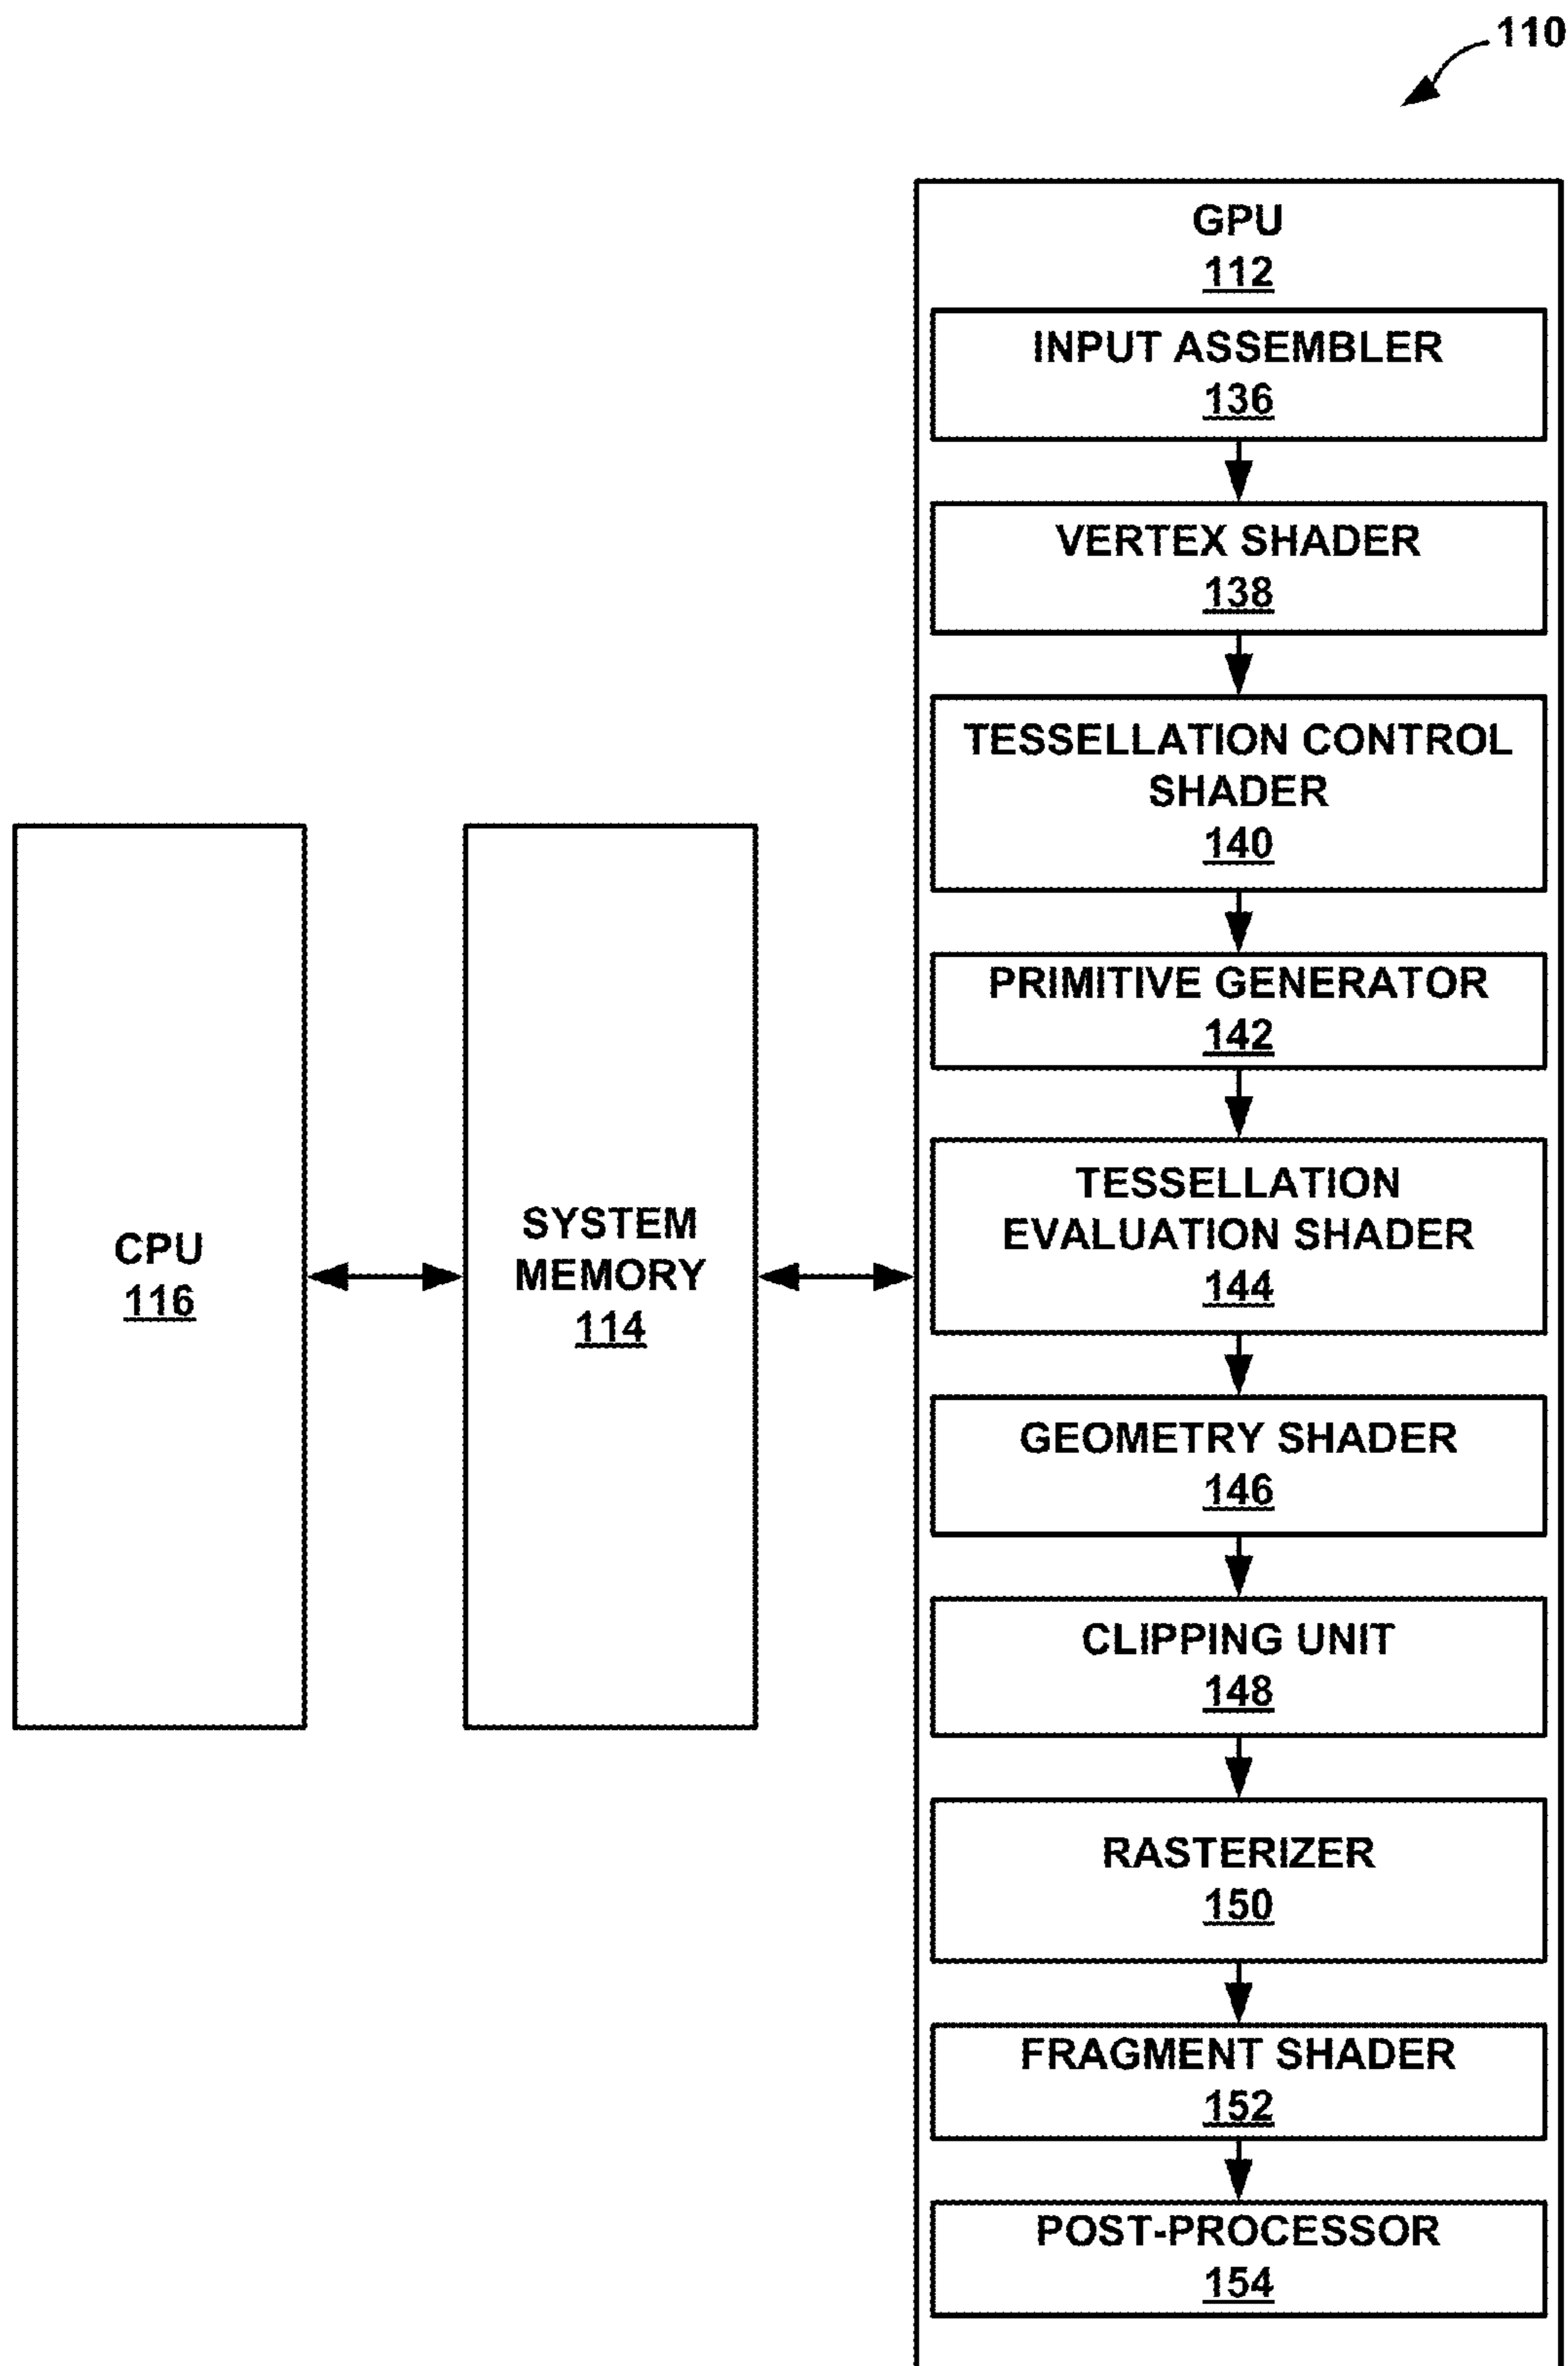 110
GPU
112
INPUT ASSEMBLER
136
VERTEX SHADER
138
TESSELLATION CONTROL
SHADER
140
PRIMITIVE GENERATOR
142
TESSELLATION
EVALUATION SHADER
144
GEOMETRY SHADER
146
CLIPPING UNIT
148
RASTERIZER
150
FRAGMENT SHADER
152
POST-PROCESSOR
154
CPU
116
SYSTEM
MEMORY
114